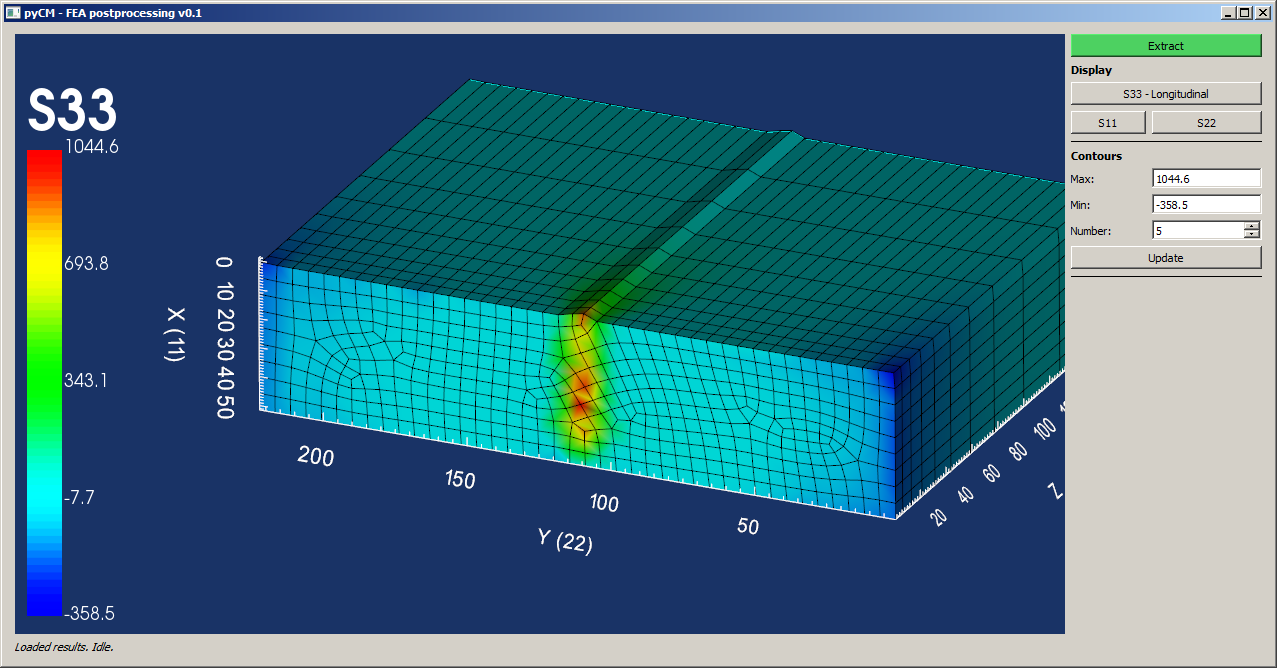 pyCM - FEA postprocessing v0.1
S33
1044.6
693.8
343.1
-7.7
-358.5
X (11)
0
10
20
30
40
50
200
150
100
50
Y (22)
20
40
60
80
100
Z
Extract
Display
S33 - Longitudinal
S11
S22
Contours
Max:
1044.6
Min:
-358.5
Number:
5
Update
Loaded results. Idle.